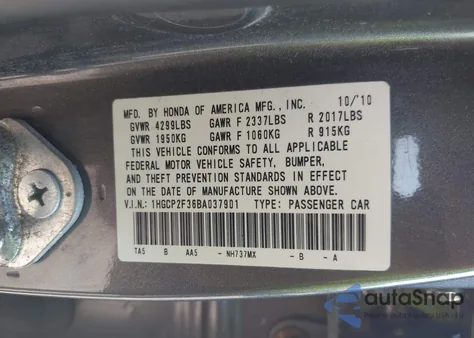 MFD. BY HONDA OF AMERICA MFG., INC. 10/'10
GVWR 4299LBS GAWR F 2337LBS R 2017LBS
GVWR 1950KG GAWR F 1060KG R 915KG
THIS VEHICLE CONFORMS TO ALL APPLICABLE
FEDERAL MOTOR VEHICLE SAFETY, BUMPER,
AND THEFT PREVENTION STANDARDS IN EFFECT
ON THE DATE OF MANUFACTURE SHOWN ABOVE.
V.I.N.: 1HGCP2F36BA037901 TYPE: PASSENGER CAR
TA5 B AA5 - NH737MX - B - A
autoSnap